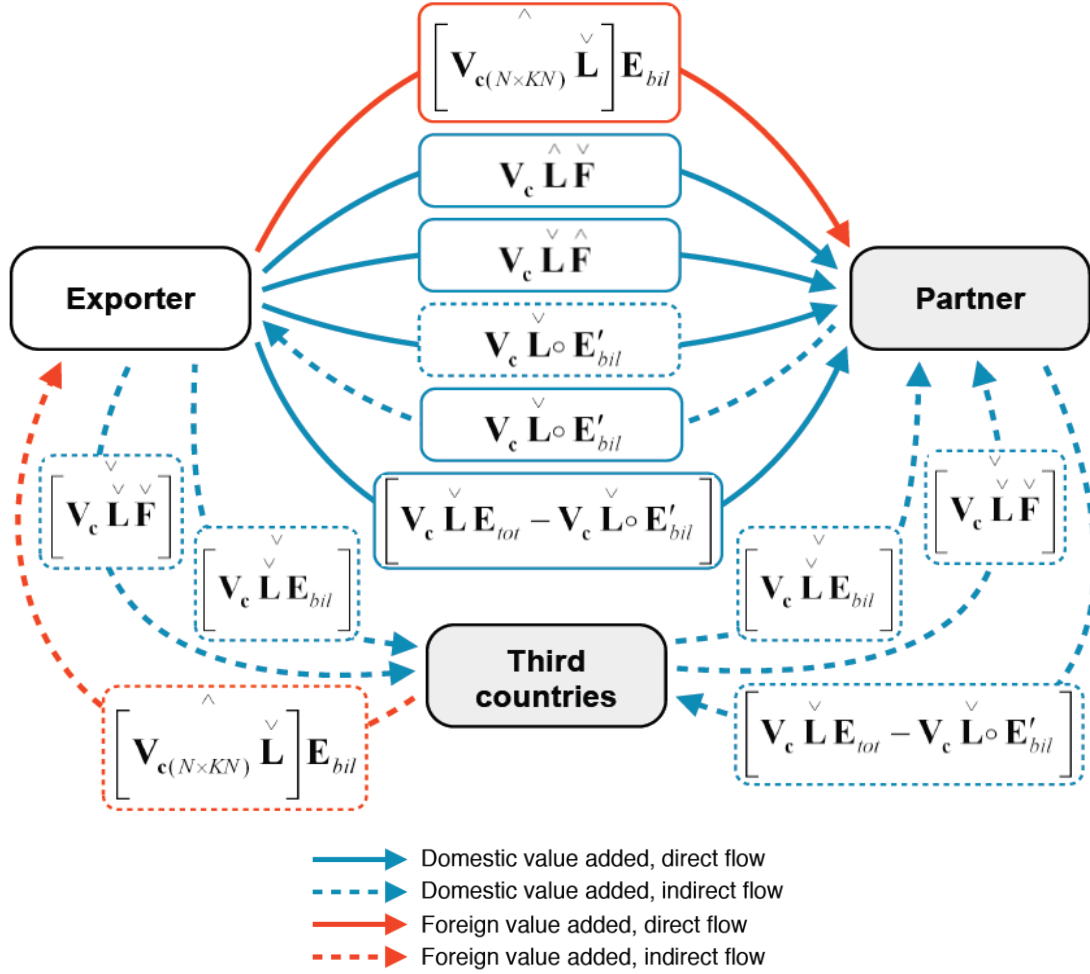 ^
[V_c(N×KN) Ľ] E_bil
V_c L̂ F̌
V_c Ľ F̂
Exporter
Partner
V_c Ľ ∘ E′_bil
V_c Ľ ∘ E′_bil
ˇ
[V_c Ľ F̌]
[V_c Ľ E_tot − V_c Ľ ∘ E′_bil]
ˇ
[V_c Ľ F̌]
ˇ
[V_c Ľ E_bil]
ˇ
[V_c Ľ E_bil]
Third
countries
^
[V_c(N×KN) Ľ] E_bil
[V_c Ľ E_tot − V_c Ľ ∘ E′_bil]
Domestic value added, direct flow
Domestic value added, indirect flow
Foreign value added, direct flow
Foreign value added, indirect flow